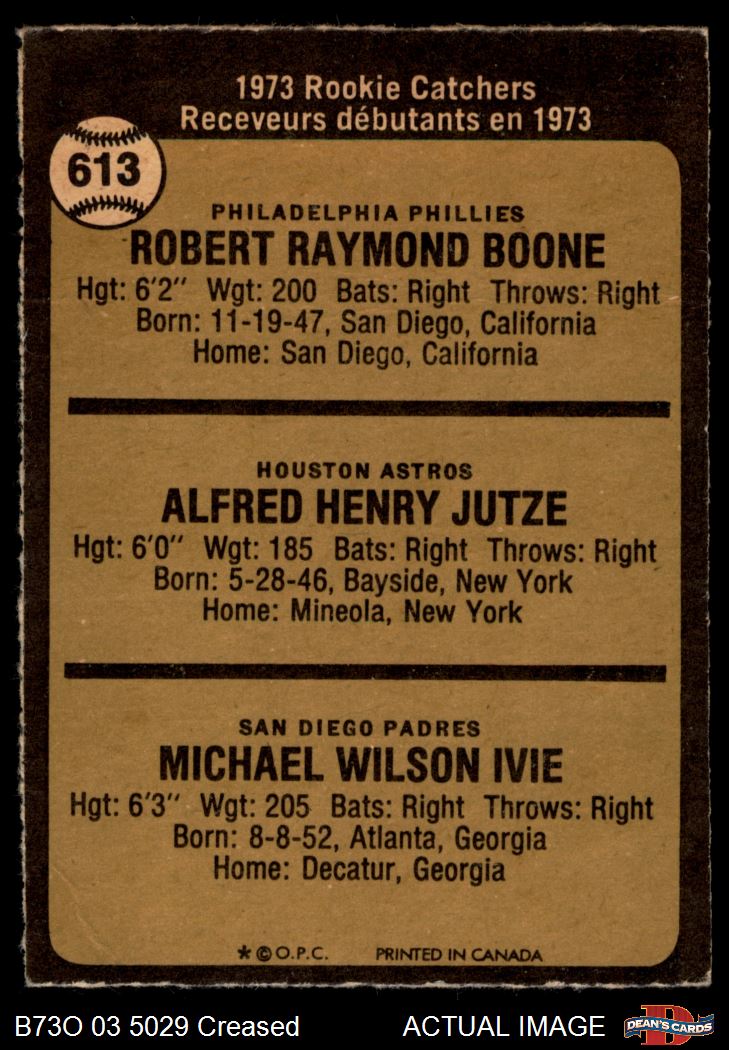 1973 Rookie Catchers
Receveurs débutants en 1973
613
PHILADELPHIA PHILLIES
ROBERT RAYMOND BOONE
Hgt: 6'2" Wgt: 200 Bats: Right Throws: Right
Born: 11-19-47, San Diego, California
Home: San Diego, California
HOUSTON ASTROS
ALFRED HENRY JUTZE
Hgt: 6'0" Wgt: 185 Bats: Right Throws: Right
Born: 5-28-46, Bayside, New York
Home: Mineola, New York
SAN DIEGO PADRES
MICHAEL WILSON IVIE
Hgt: 6'3" Wgt: 205 Bats: Right Throws: Right
Born: 8-8-52, Atlanta, Georgia
Home: Decatur, Georgia
* © O.P.C. PRINTED IN CANADA
B73O 03 5029 Creased ACTUAL IMAGE
D
DEAN'S CARDS